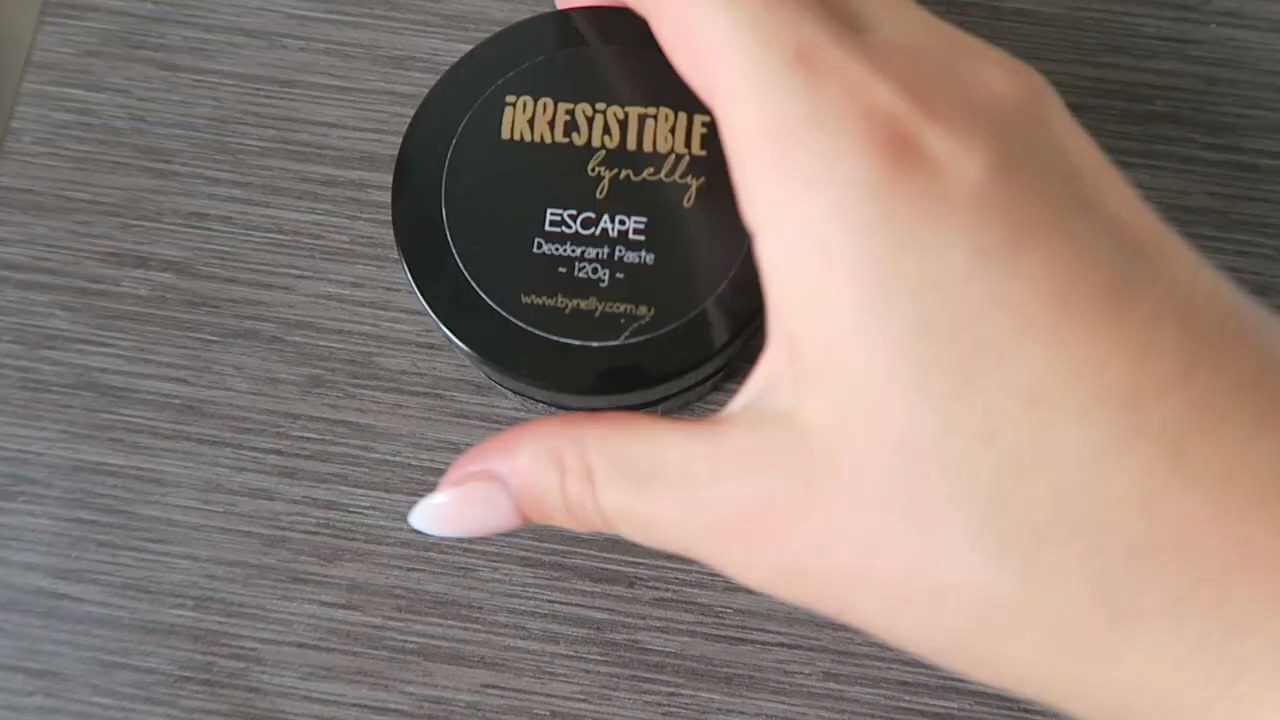 iRRESiSTiBLE
by nelly
ESCAPE
Deodorant Paste
~ 120g ~
www.bynelly.com.au